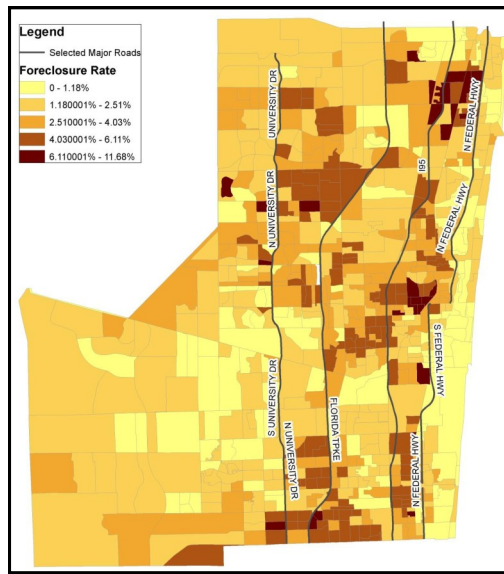 Legend
Selected Major Roads
Foreclosure Rate
0 - 1.18%
1.180001% - 2.51%
2.510001% - 4.03%
4.030001% - 6.11%
6.110001% - 11.68%
UNIVERSITY DR
N FEDERAL HWY
I95
N UNIVERSITY DR
N FEDERAL HWY
S FEDERAL HWY
S UNIVERSITY DR
FLORIDA TPKE
N UNIVERSITY DR
N FEDERAL HWY